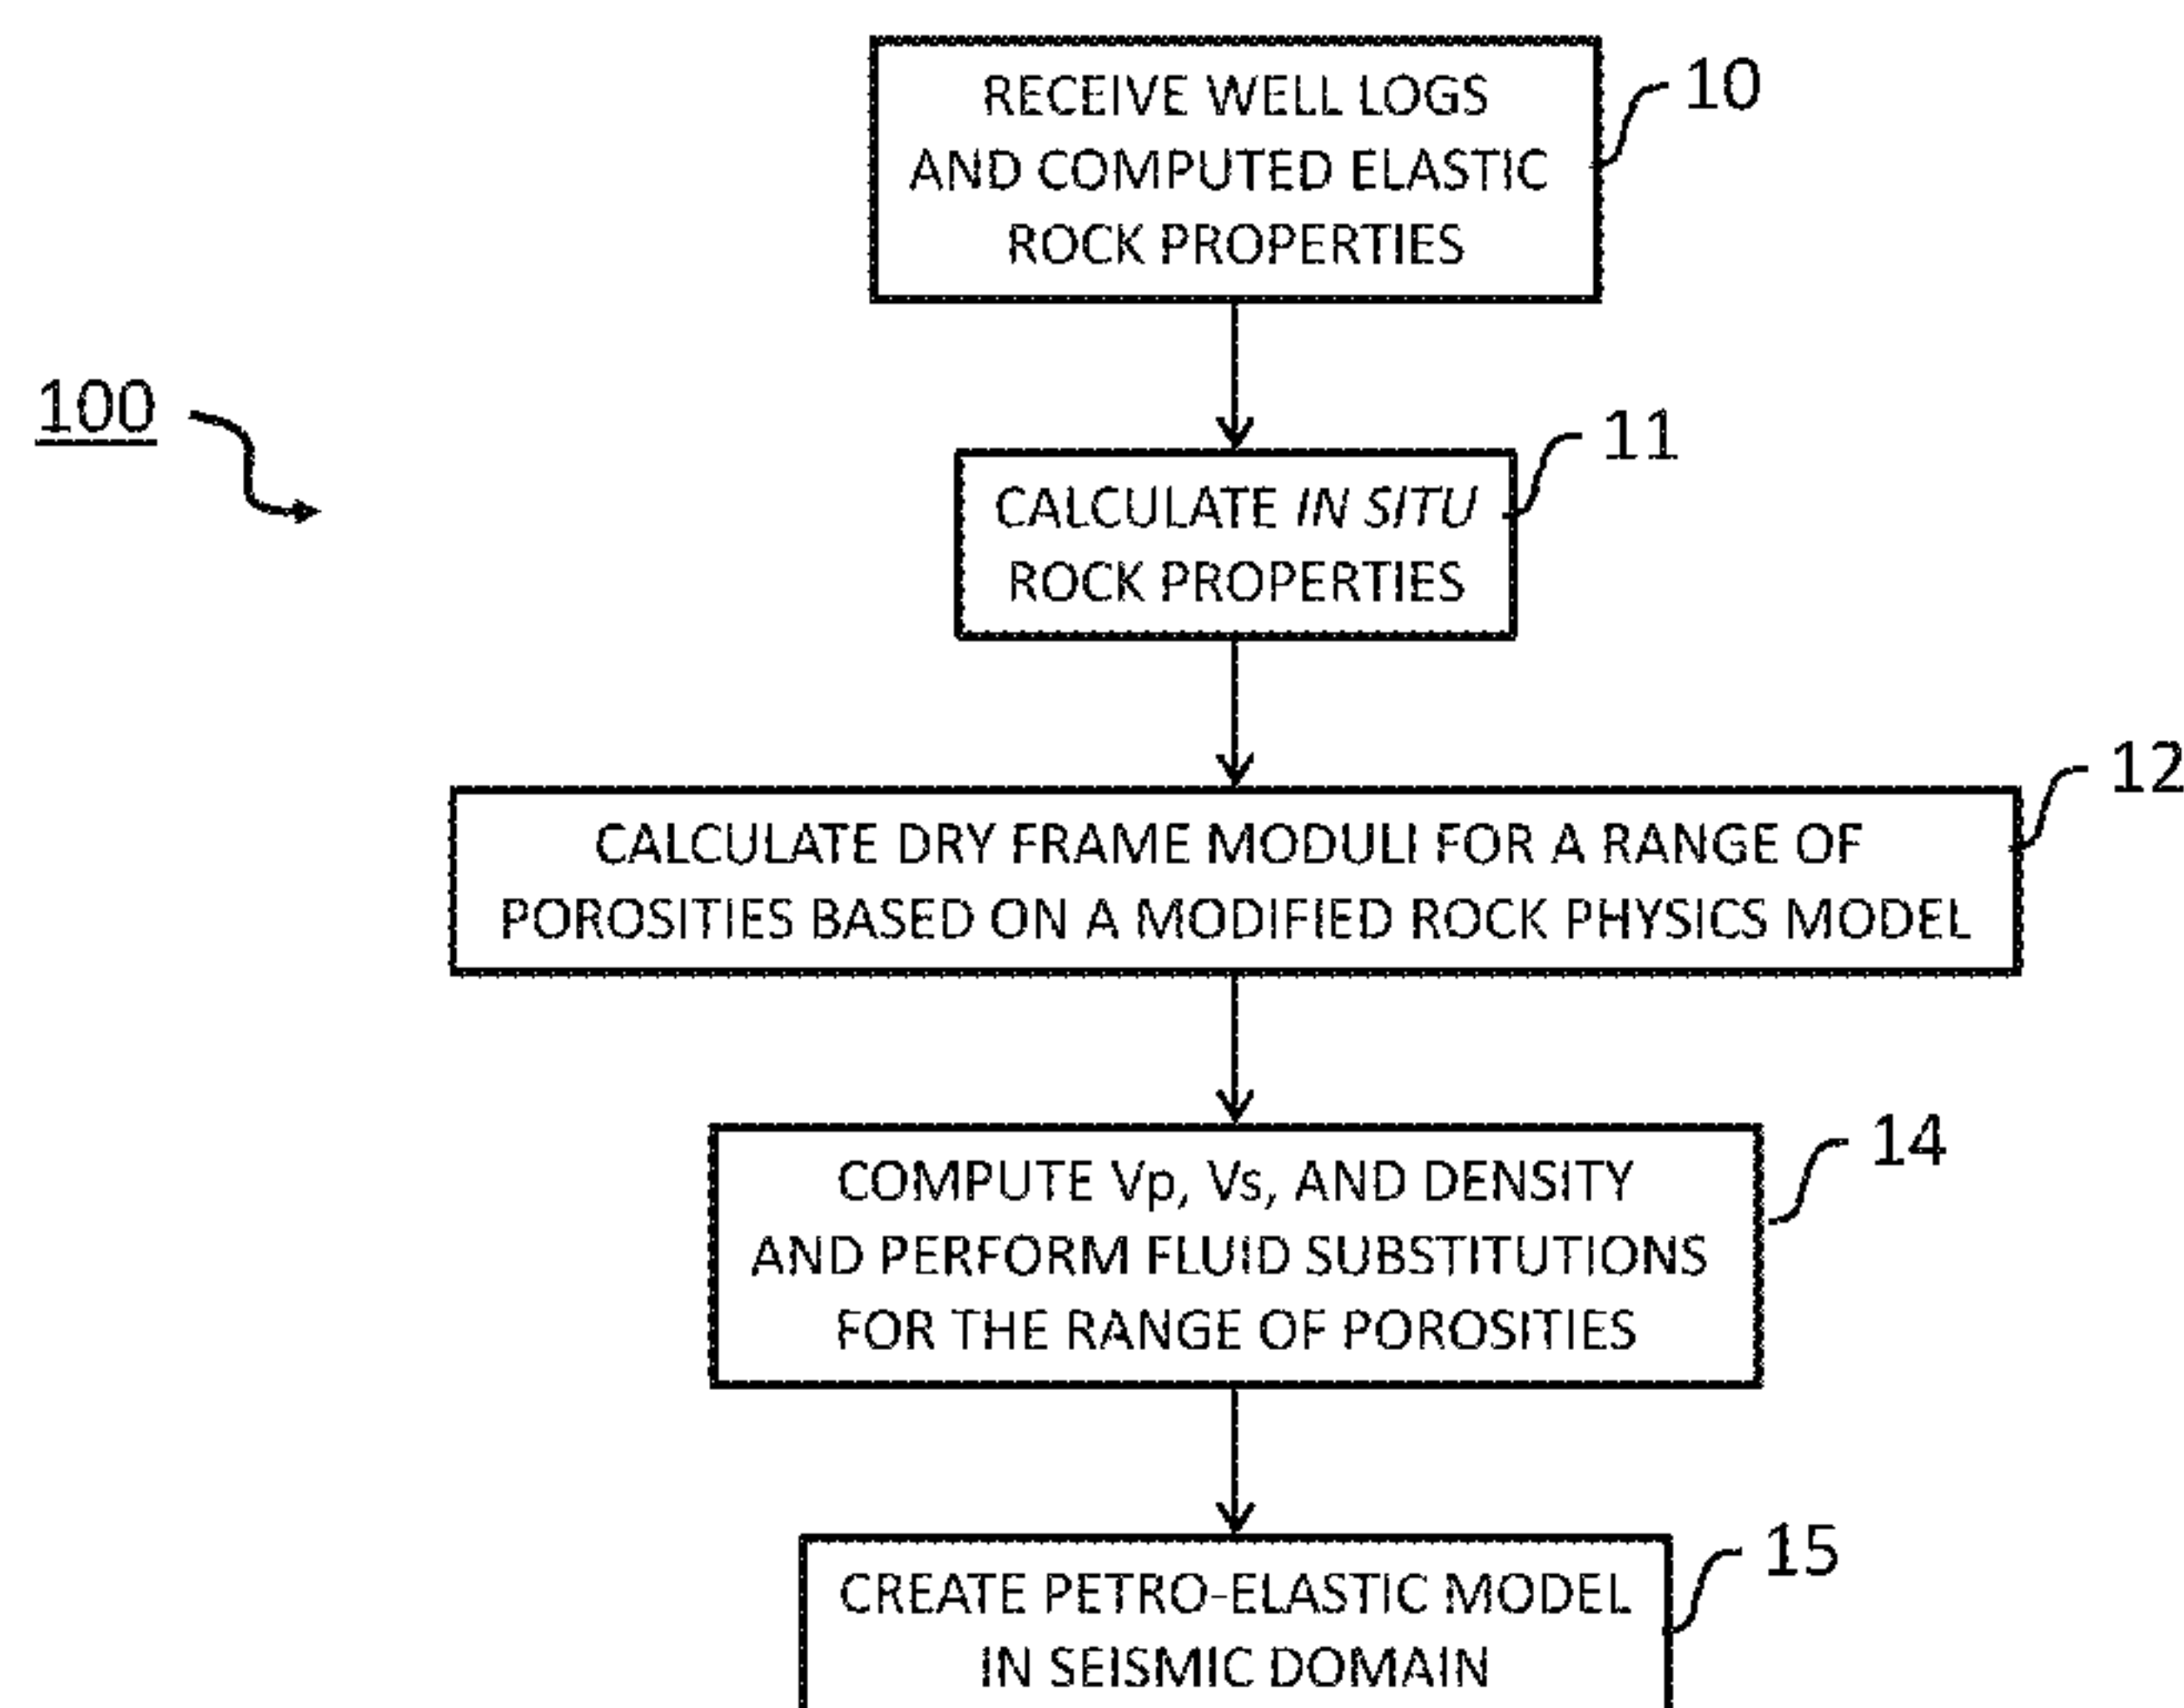 RECEIVE WELL LOGS
AND COMPUTED ELASTIC
ROCK PROPERTIES
10
100
11
CALCULATE IN SITU
ROCK PROPERTIES
12
CALCULATE DRY FRAME MODULI FOR A RANGE OF
POROSITIES BASED ON A MODIFIED ROCK PHYSICS MODEL
14
COMPUTE Vp, Vs, AND DENSITY
AND PERFORM FLUID SUBSTITUTIONS
FOR THE RANGE OF POROSITIES
15
CREATE PETRO-ELASTIC MODEL
IN SEISMIC DOMAIN